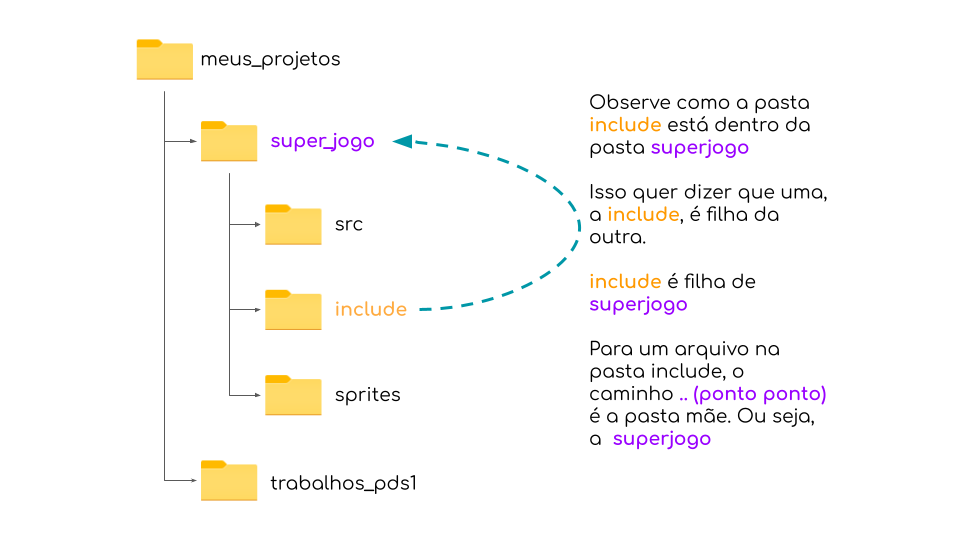 meus_projetos
super_jogo
src
include
sprites
trabalhos_pds1
Observe como a pasta
include está dentro da
pasta superjogo
Isso quer dizer que uma,
a include, é filha da
outra.
include é filha de
superjogo
Para um arquivo na
pasta include, o
caminho .. (ponto ponto)
é a pasta mãe. Ou seja,
a superjogo